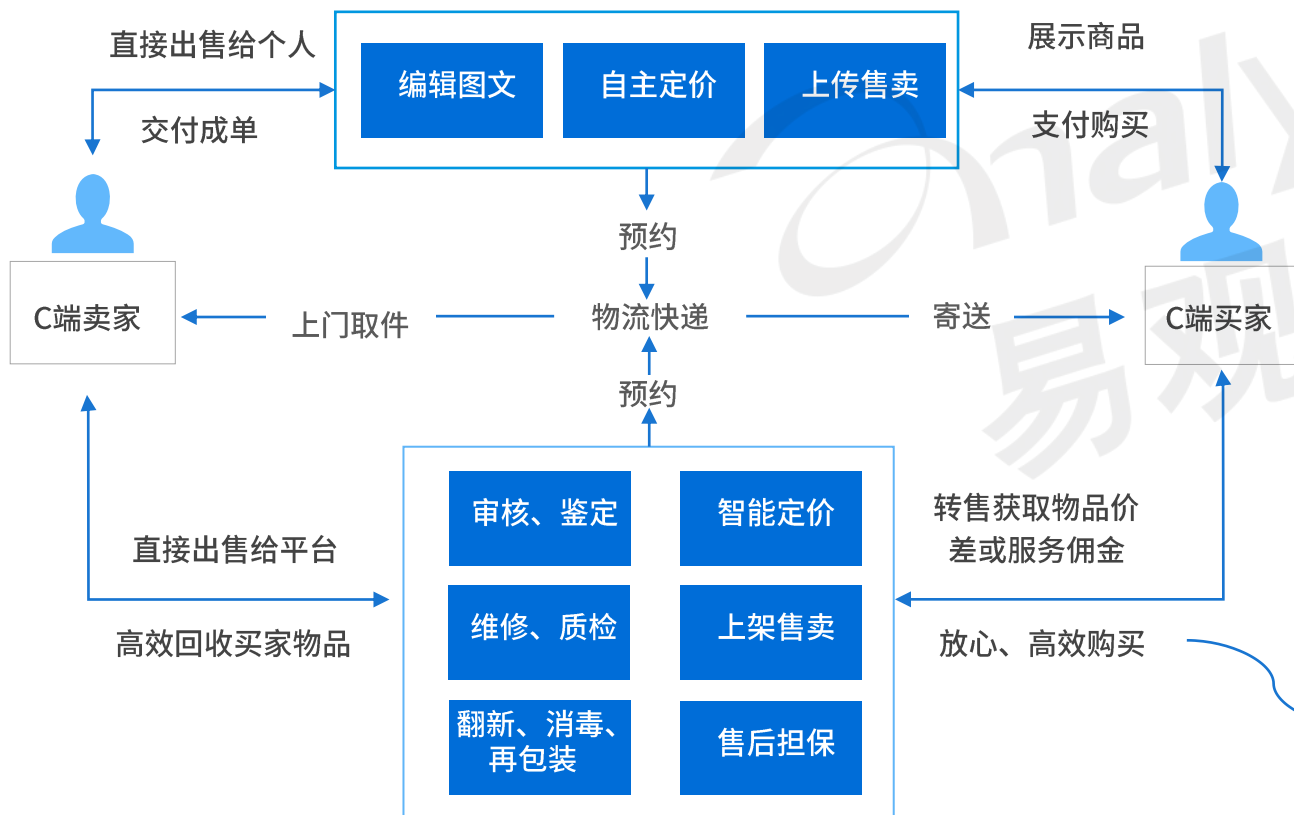 直接出售给个人
展示商品
编辑图文
自主定价
上传售卖
交付成单
支付购买
预约
C端卖家
上门取件
物流快递
寄送
C端买家
预约
审核、鉴定
智能定价
转售获取物品价
差或服务佣金
直接出售给平台
维修、质检
上架售卖
高效回收买家物品
放心、高效购买
翻新、消毒、
再包装
售后担保
易观